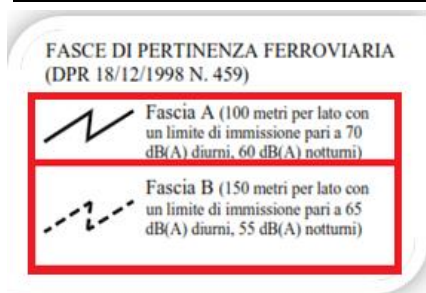 FASCE DI PERTINENZA FERROVIARIA
(DPR 18/12/1998 N. 459)
Fascia A (100 metri per lato con
un limite di immissione pari a 70
dB(A) diurni, 60 dB(A) notturni)
Fascia B (150 metri per lato con
un limite di immissione pari a 65
dB(A) diurni, 55 dB(A) notturni)